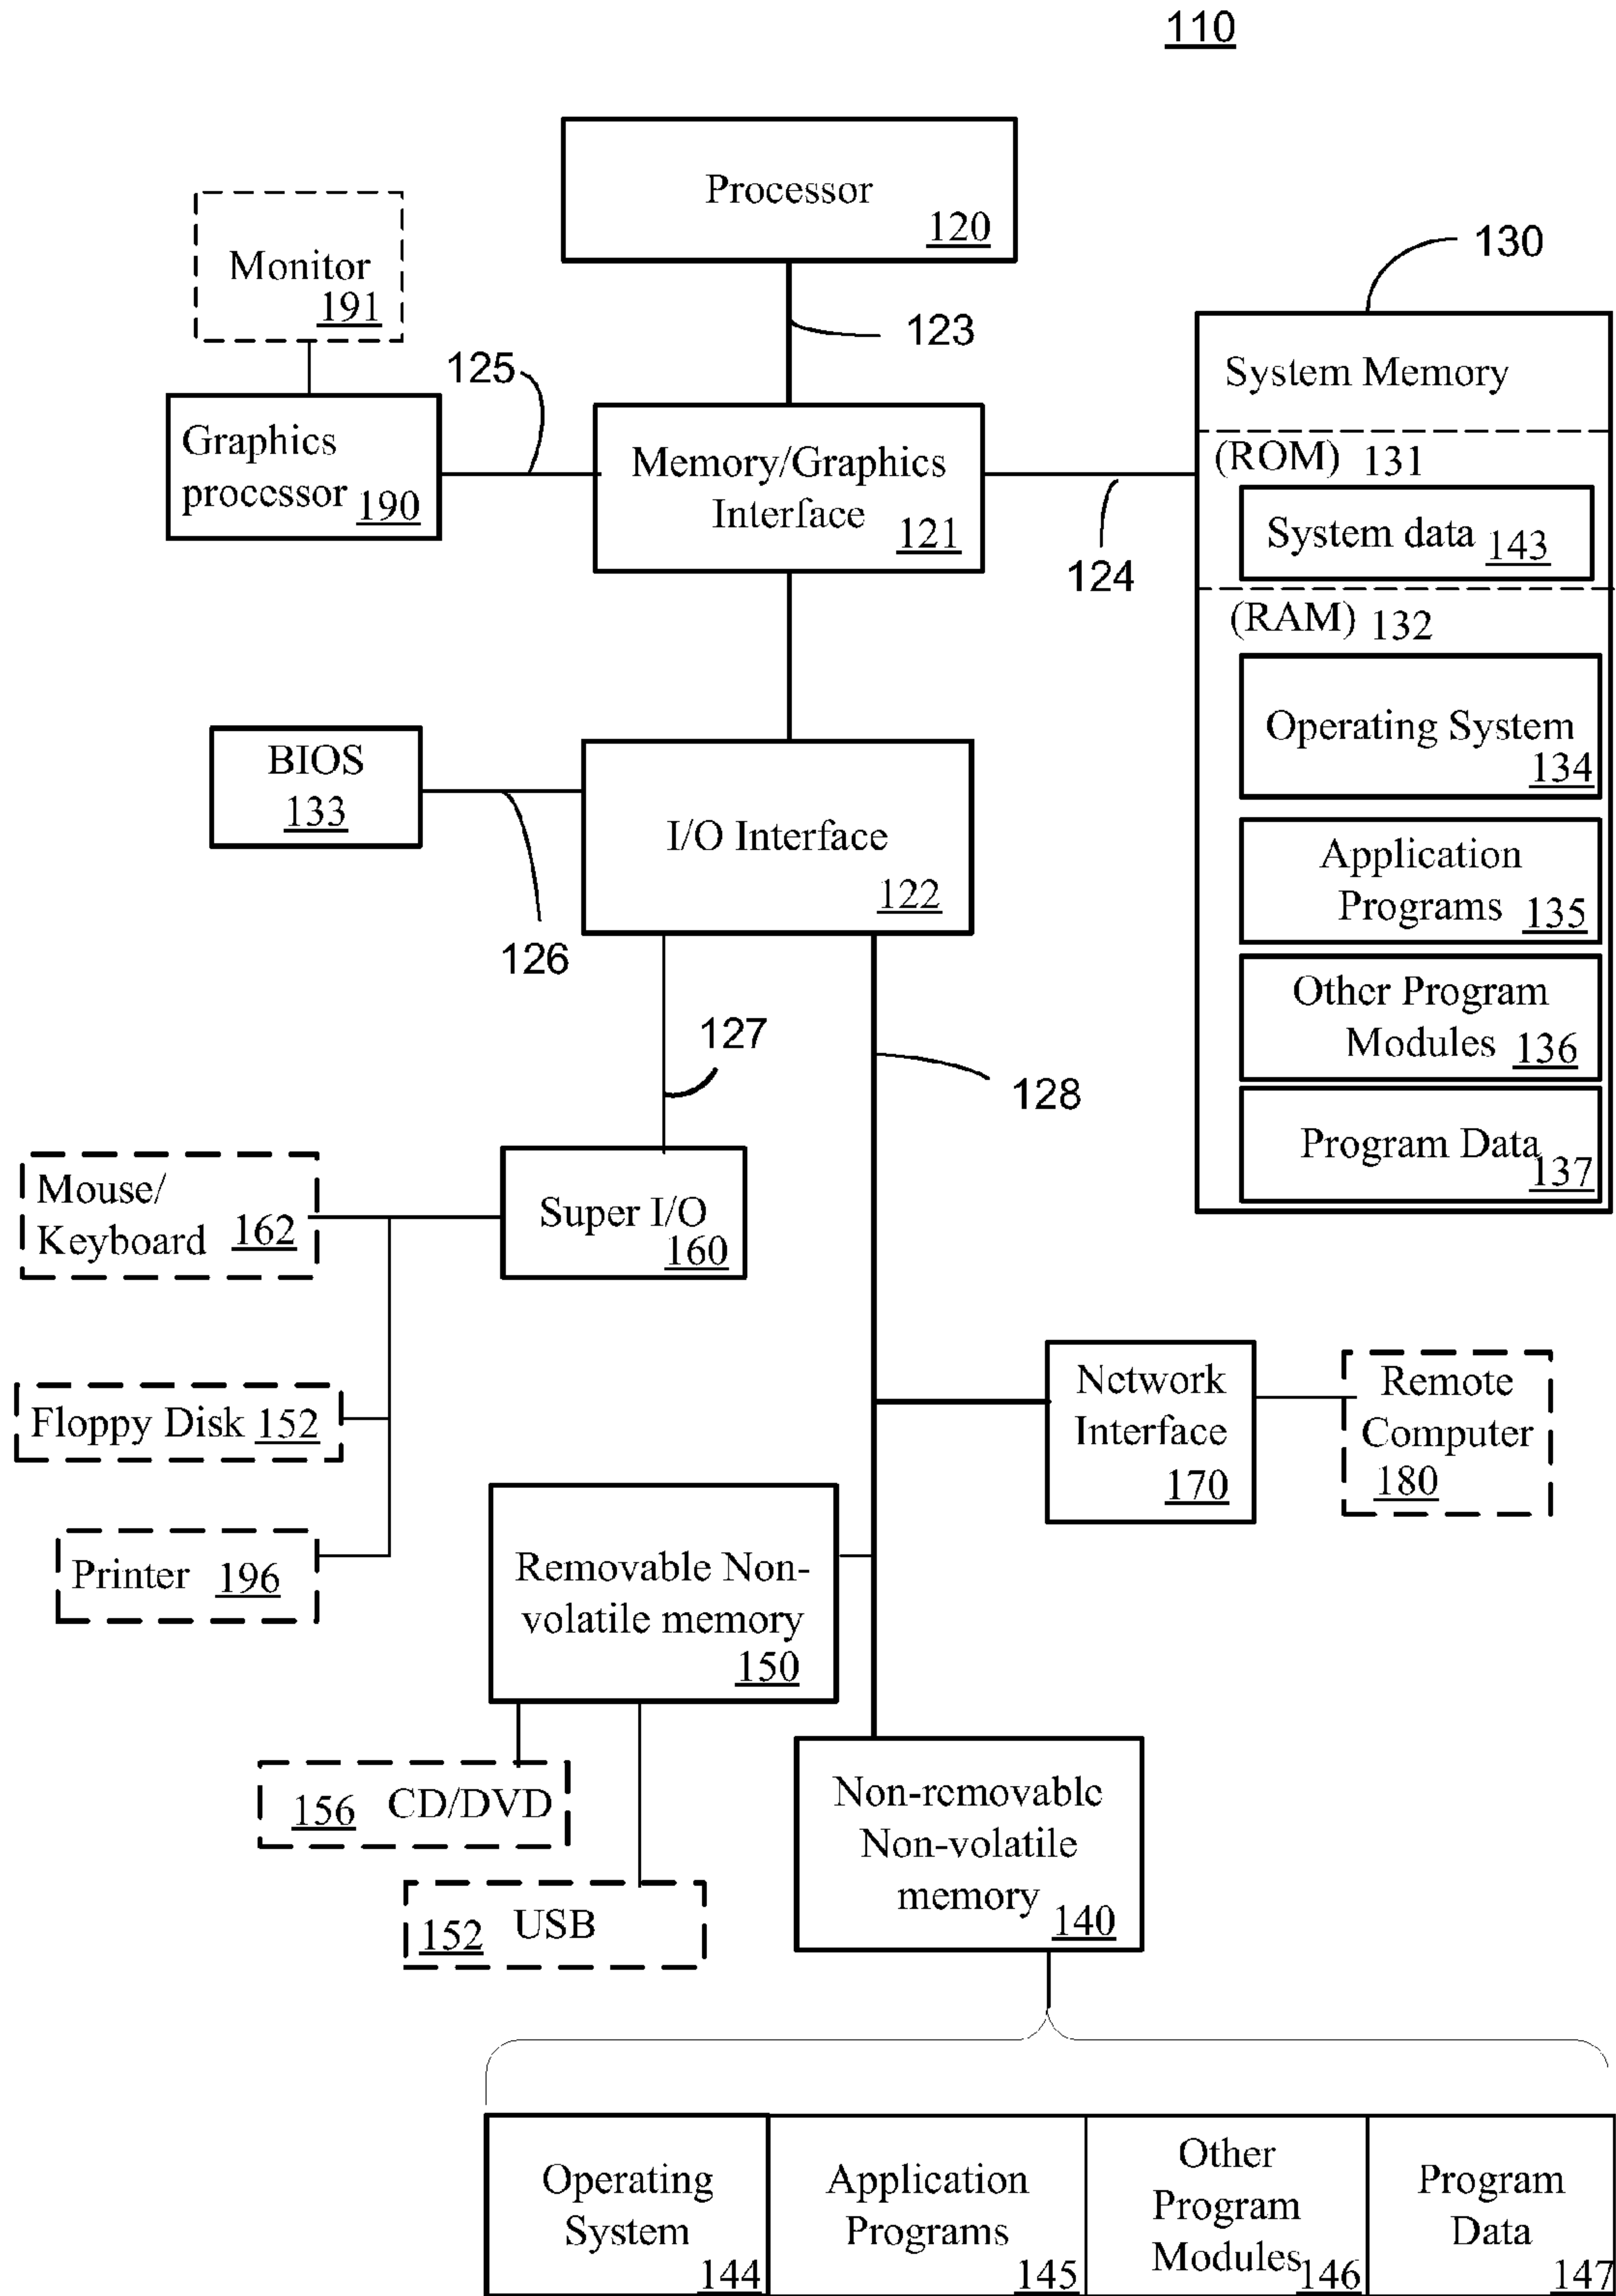 110
Processor
120
Monitor
191
130
123
125
System Memory
Graphics
processor 190
Memory/Graphics
Interface
121
(ROM) 131
System data 143
124
(RAM) 132
Operating System
134
BIOS
133
I/O Interface
122
Application
Programs 135
126
Other Program
Modules 136
127
128
Program Data
137
Mouse/
Keyboard 162
Super I/O
160
Network
Interface
170
Remote
Computer
180
Floppy Disk 152
Printer 196
Removable Non-
volatile memory
150
156 CD/DVD
Non-removable
Non-volatile
memory
140
152 USB
Operating
System
144
Application
Programs
145
Other
Program
Modules 146
Program
Data
147